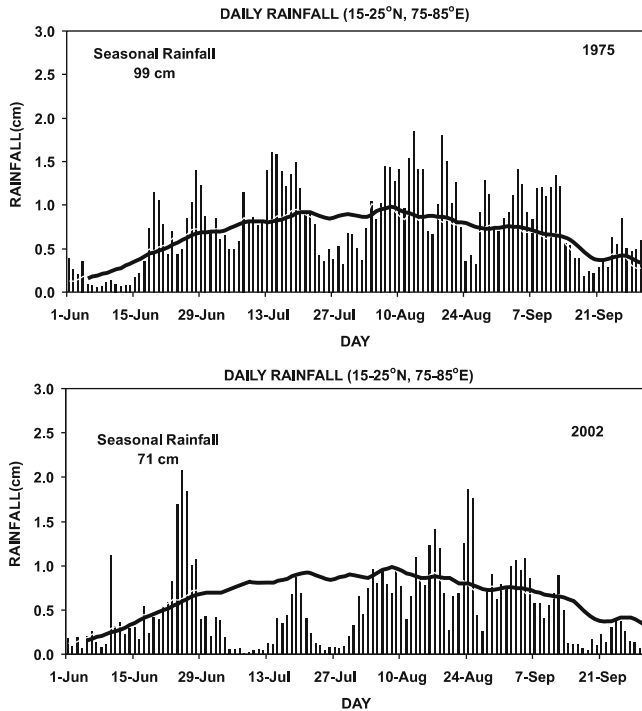 DAILY RAINFALL (15-25°N, 75-85°E)
3.0
2.5
2.0
1.5
1.0
0.5
0.0
RAINFALL(cm)
Seasonal Rainfall
99 cm
1975
1-Jun 15-Jun 29-Jun 13-Jul 27-Jul 10-Aug 24-Aug 7-Sep 21-Sep
DAY
DAILY RAINFALL (15-25°N, 75-85°E)
3.0
2.5
2.0
1.5
1.0
0.5
0.0
RAINFALL(cm)
Seasonal Rainfall
71 cm
2002
1-Jun 15-Jun 29-Jun 13-Jul 27-Jul 10-Aug 24-Aug 7-Sep 21-Sep
DAY